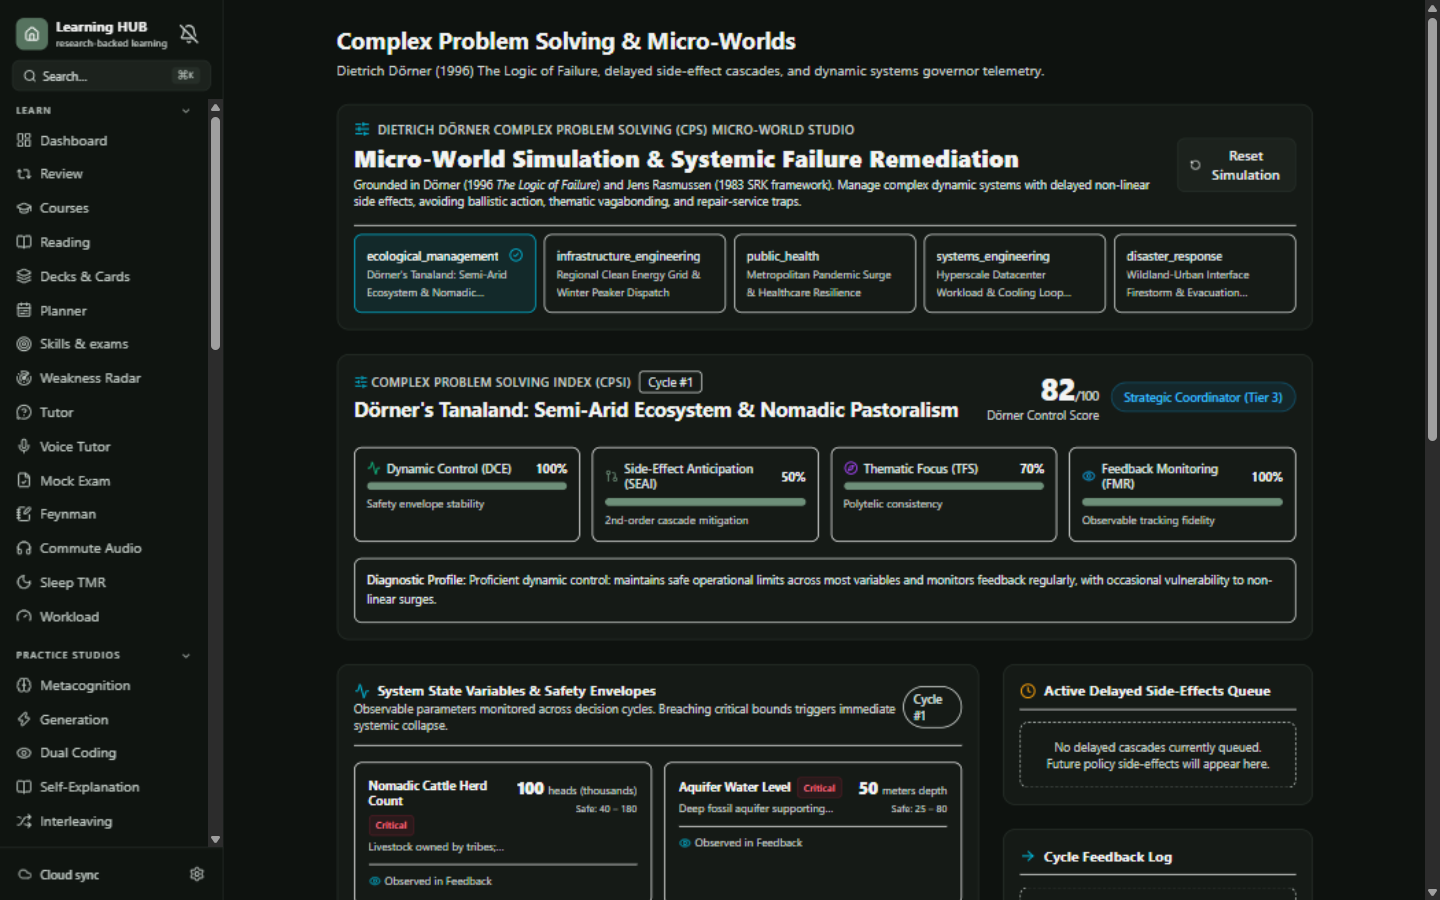 Learning HUB
research-backed learning
Search...
⌘K
LEARN
Dashboard
Review
Courses
Reading
Decks & Cards
Planner
Skills & exams
Weakness Radar
Tutor
Voice Tutor
Mock Exam
Feynman
Commute Audio
Sleep TMR
Workload
PRACTICE STUDIOS
Metacognition
Generation
Dual Coding
Self-Explanation
Interleaving
Cloud sync
Complex Problem Solving & Micro-Worlds
Dietrich Dörner (1996) The Logic of Failure, delayed side-effect cascades, and dynamic systems governor telemetry.
DIETRICH DÖRNER COMPLEX PROBLEM SOLVING (CPS) MICRO-WORLD STUDIO
Micro-World Simulation & Systemic Failure Remediation
Grounded in Dörner (1996 The Logic of Failure) and Jens Rasmussen (1983 SRK framework). Manage complex dynamic systems with delayed non-linear
side effects, avoiding ballistic action, thematic vagabonding, and repair-service traps.
Reset
Simulation
ecological_management
Dörner's Tanaland: Semi-Arid
Ecosystem & Nomadic...
infrastructure_engineering
Regional Clean Energy Grid &
Winter Peaker Dispatch
public_health
Metropolitan Pandemic Surge
& Healthcare Resilience
systems_engineering
Hyperscale Datacenter
Workload & Cooling Loop...
disaster_response
Wildland-Urban Interface
Firestorm & Evacuation...
COMPLEX PROBLEM SOLVING INDEX (CPSI)
Cycle #1
Dörner's Tanaland: Semi-Arid Ecosystem & Nomadic Pastoralism
82/100
Dörner Control Score
Strategic Coordinator (Tier 3)
Dynamic Control (DCE)
100%
Safety envelope stability
Side-Effect Anticipation
(SEAI)
50%
2nd-order cascade mitigation
Thematic Focus (TFS)
70%
Polytelic consistency
Feedback Monitoring
(FMR)
100%
Observable tracking fidelity
Diagnostic Profile: Proficient dynamic control: maintains safe operational limits across most variables and monitors feedback regularly, with occasional vulnerability to non-
linear surges.
System State Variables & Safety Envelopes
Observable parameters monitored across decision cycles. Breaching critical bounds triggers immediate
systemic collapse.
Cycle
#1
Nomadic Cattle Herd
Count
Critical
100 heads (thousands)
Safe: 40 – 180
Livestock owned by tribes;...
Observed in Feedback
Aquifer Water Level
Critical
50 meters depth
Safe: 25 – 80
Deep fossil aquifer supporting...
Observed in Feedback
Active Delayed Side-Effects Queue
No delayed cascades currently queued.
Future policy side-effects will appear here.
Cycle Feedback Log